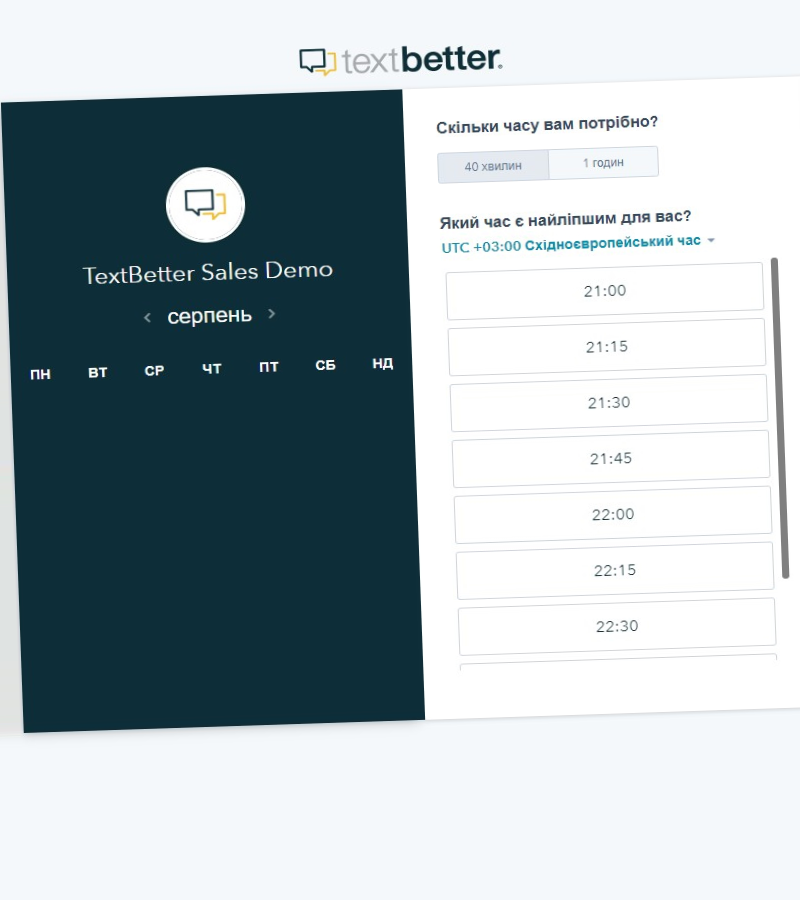 textbetter.
TextBetter Sales Demo
серпень
ПН ВТ СР ЧТ ПТ СБ НД
Скільки часу вам потрібно?
40 хвилин
1 годин
Який час є найліпшим для вас?
UTC +03:00 Східноєвропейський час
21:00
21:15
21:30
21:45
22:00
22:15
22:30